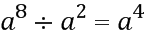 a⁸ ÷ a² = a⁴